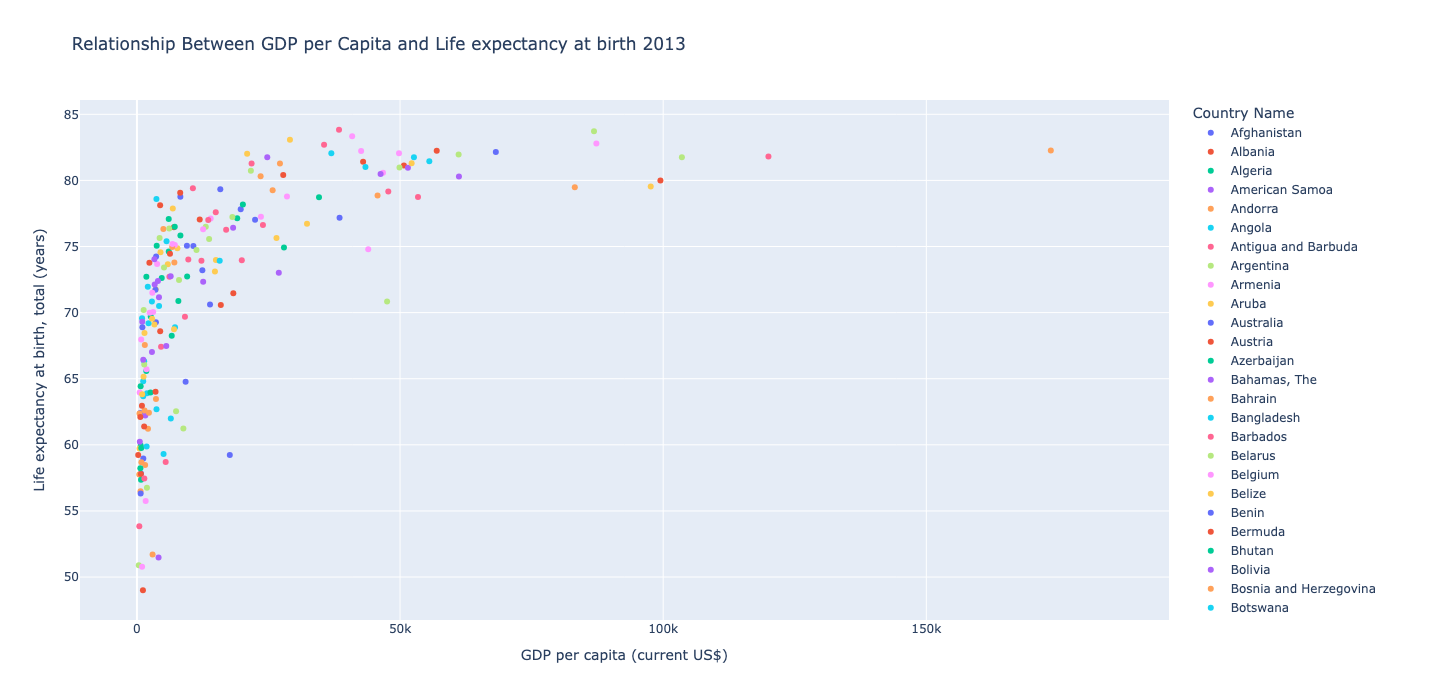 Relationship Between GDP per Capita and Life expectancy at birth 2013
Life expectancy at birth, total (years)
85
80
75
70
65
60
55
50
0
50k
100k
150k
GDP per capita (current US$)
Country Name
Afghanistan
Albania
Algeria
American Samoa
Andorra
Angola
Antigua and Barbuda
Argentina
Armenia
Aruba
Australia
Austria
Azerbaijan
Bahamas, The
Bahrain
Bangladesh
Barbados
Belarus
Belgium
Belize
Benin
Bermuda
Bhutan
Bolivia
Bosnia and Herzegovina
Botswana